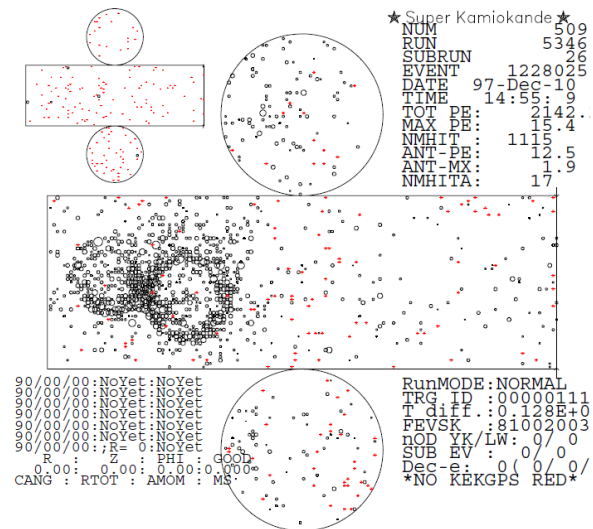 ★ Super Kamiokande ★
NUM 509
RUN 5346
SUBRUN 26
EVENT 1228025
DATE 97-Dec-10
TIME 14:55: 9
TOT PE: 2142.
MAX PE: 15.4
NMHIT : 1115
ANT-PE: 12.5
ANT-MX: 1.9
NMHITA: 17
90/00/00:NoYet:NoYet
90/00/00:NoYet:NoYet
90/00/00:NoYet:NoYet
90/00/00:NoYet:NoYet
90/00/00:NoYet:NoYet
90/00/00:NoYet:NoYet
90/00/00:;R= 0:NoYet
R : Z : PHI : GOOD
0.00: 0.00: 0.00:0.000
CANG : RTOT : AMOM : MS
RunMODE:NORMAL
TRG ID :00000111
T diff.:0.128E+0
FEVSK :81002003
nOD YK/LW: 0/ 0
SUB EV : 0/ 0
Dec-e: 0( 0/ 0/
*NO KEKGPS RED*